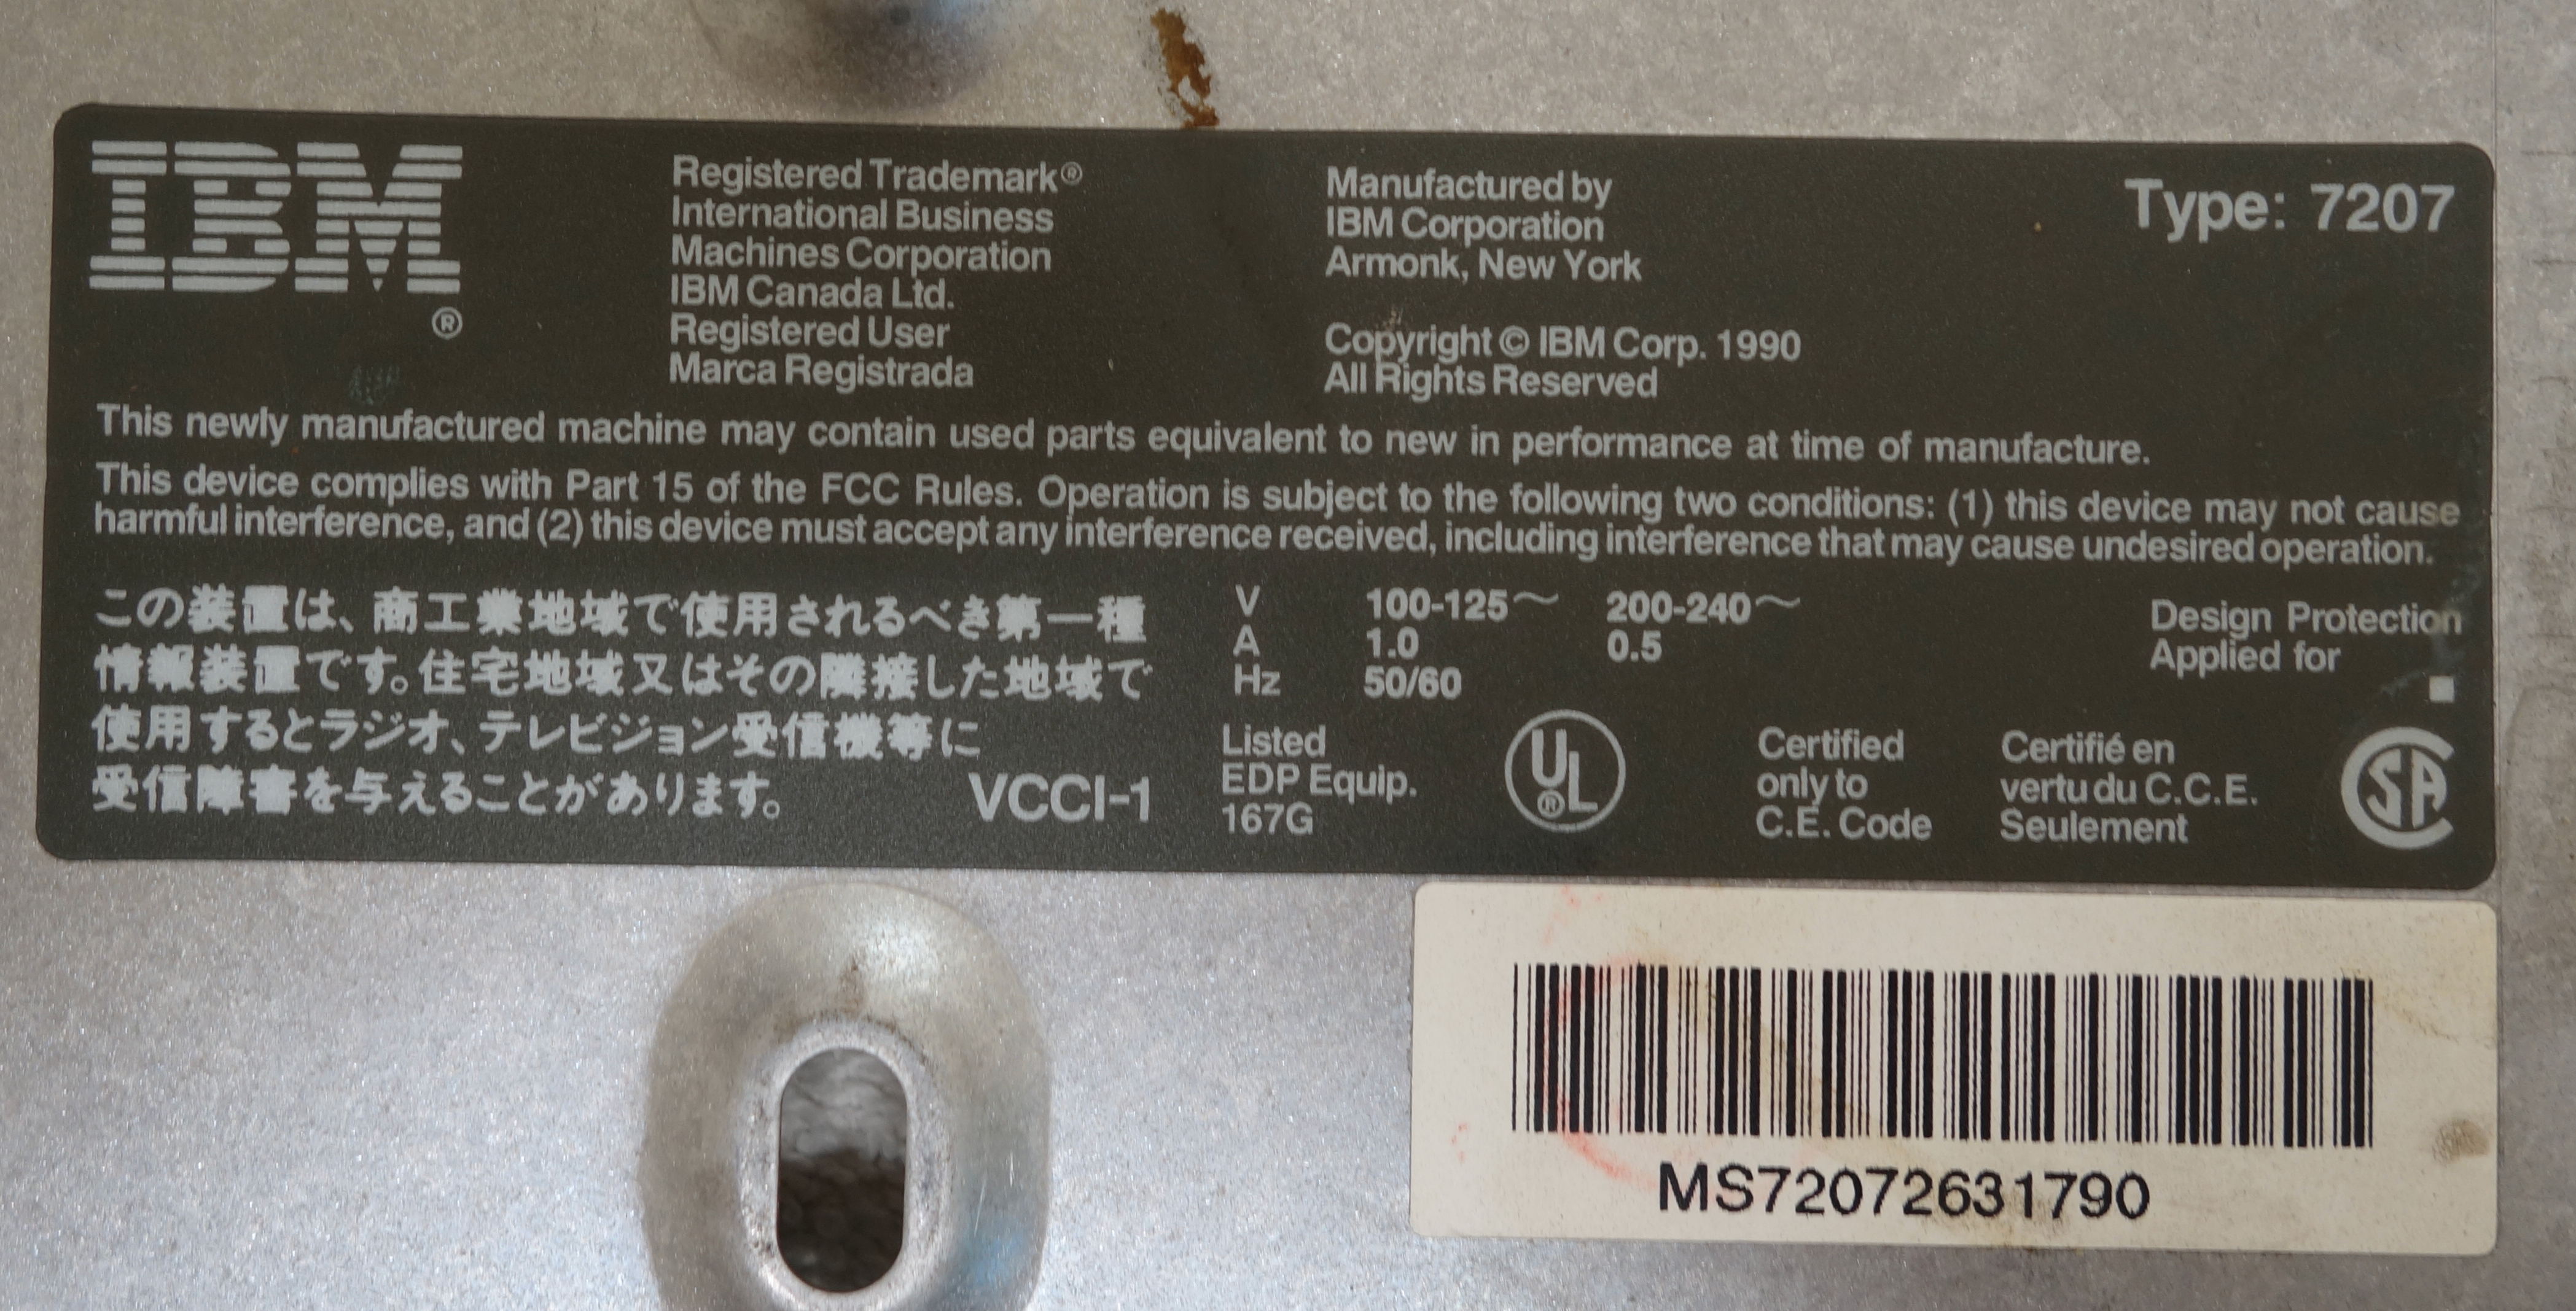 IBM
®
Registered Trademark®
International Business
Machines Corporation
IBM Canada Ltd.
Registered User
Marca Registrada
Manufactured by
IBM Corporation
Armonk, New York
Copyright © IBM Corp. 1990
All Rights Reserved
Type: 7207
This newly manufactured machine may contain used parts equivalent to new in performance at time of manufacture.
This device complies with Part 15 of the FCC Rules. Operation is subject to the following two conditions: (1) this device may not cause
harmful interference, and (2) this device must accept any interference received, including interference that may cause undesired operation.
この装置は、商工業地域で使用されるべき第一種
情報装置です。住宅地域又はその隣接した地域で
使用するとラジオ、テレビジョン受信機等に
受信障害を与えることがあります。
VCCI-1
V 100-125~ 200-240~
A 1.0 0.5
Hz 50/60
Design Protection
Applied for
Listed
EDP Equip.
167G
UL
®
Certified
only to
C.E. Code
Certifié en
vertu du C.C.E.
Seulement
CSA
MS72072631790